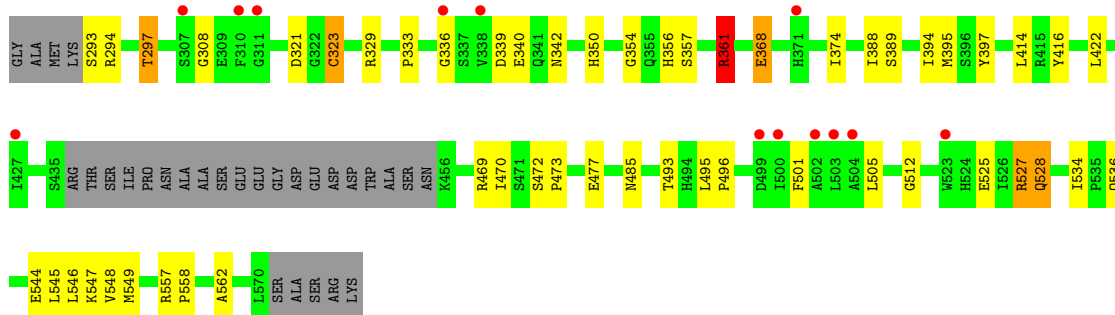 GLY ALA MET LYS S293 R294 T297 S307 G308 E309 F310 G311 D321 G322 C323 R329 P333 G336 S337 V338 D339 E340 Q341 N342 H350 G354 Q355 H356 S357 R361 E368 H371 I374 I388 S389 I394 M395 S396 Y397 L414 R415 Y416 L422
I427 S435 ARG THR SER ILE PRO ASN ALA ALA SER GLU GLU GLY ASP GLU ASP ASP TRP ALA SER ASN K456 R469 I470 S471 S472 P473 E477 N485 T493 H494 L495 P496 D499 I500 F501 A502 L503 A504 L505 G512 W523 H524 E525 I526 R527 Q528 I534 P535 Q536
E544 L545 L546 K547 V548 M549 R557 P558 A562 L570 SER ALA SER ARG LYS